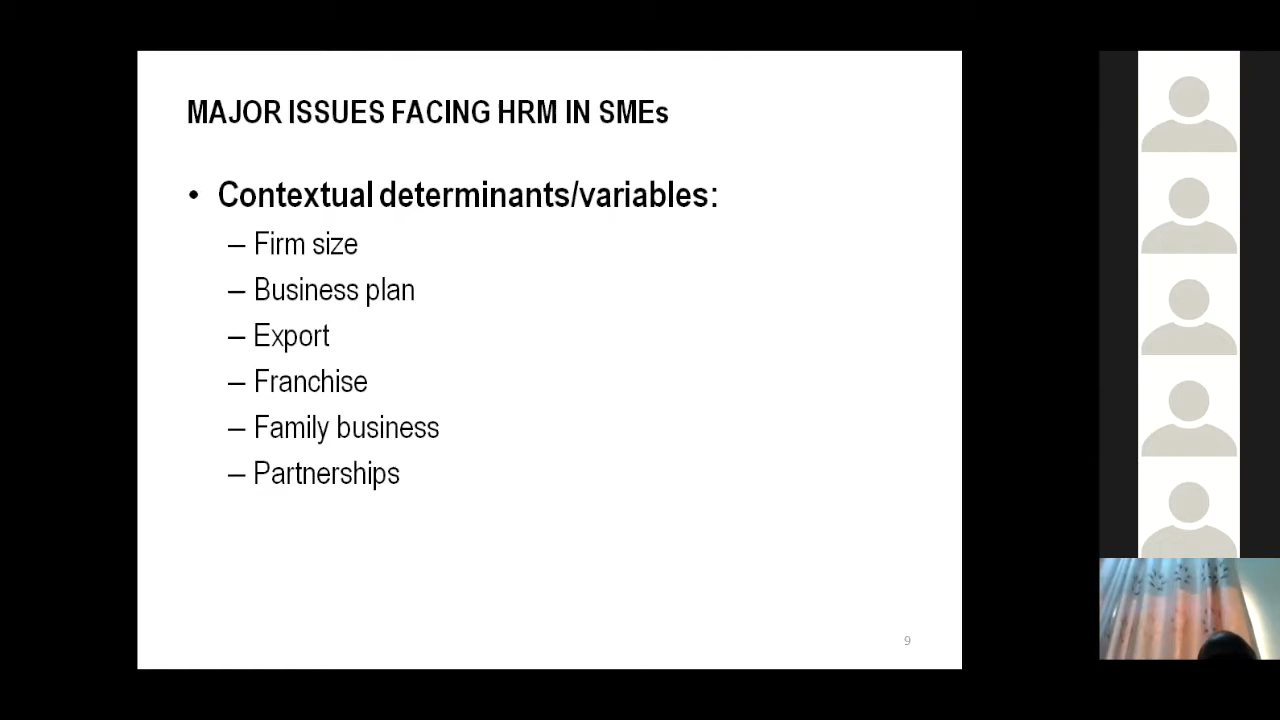 MAJOR ISSUES FACING HRM IN SMEs
• Contextual determinants/variables:
– Firm size
– Business plan
– Export
– Franchise
– Family business
– Partnerships
9